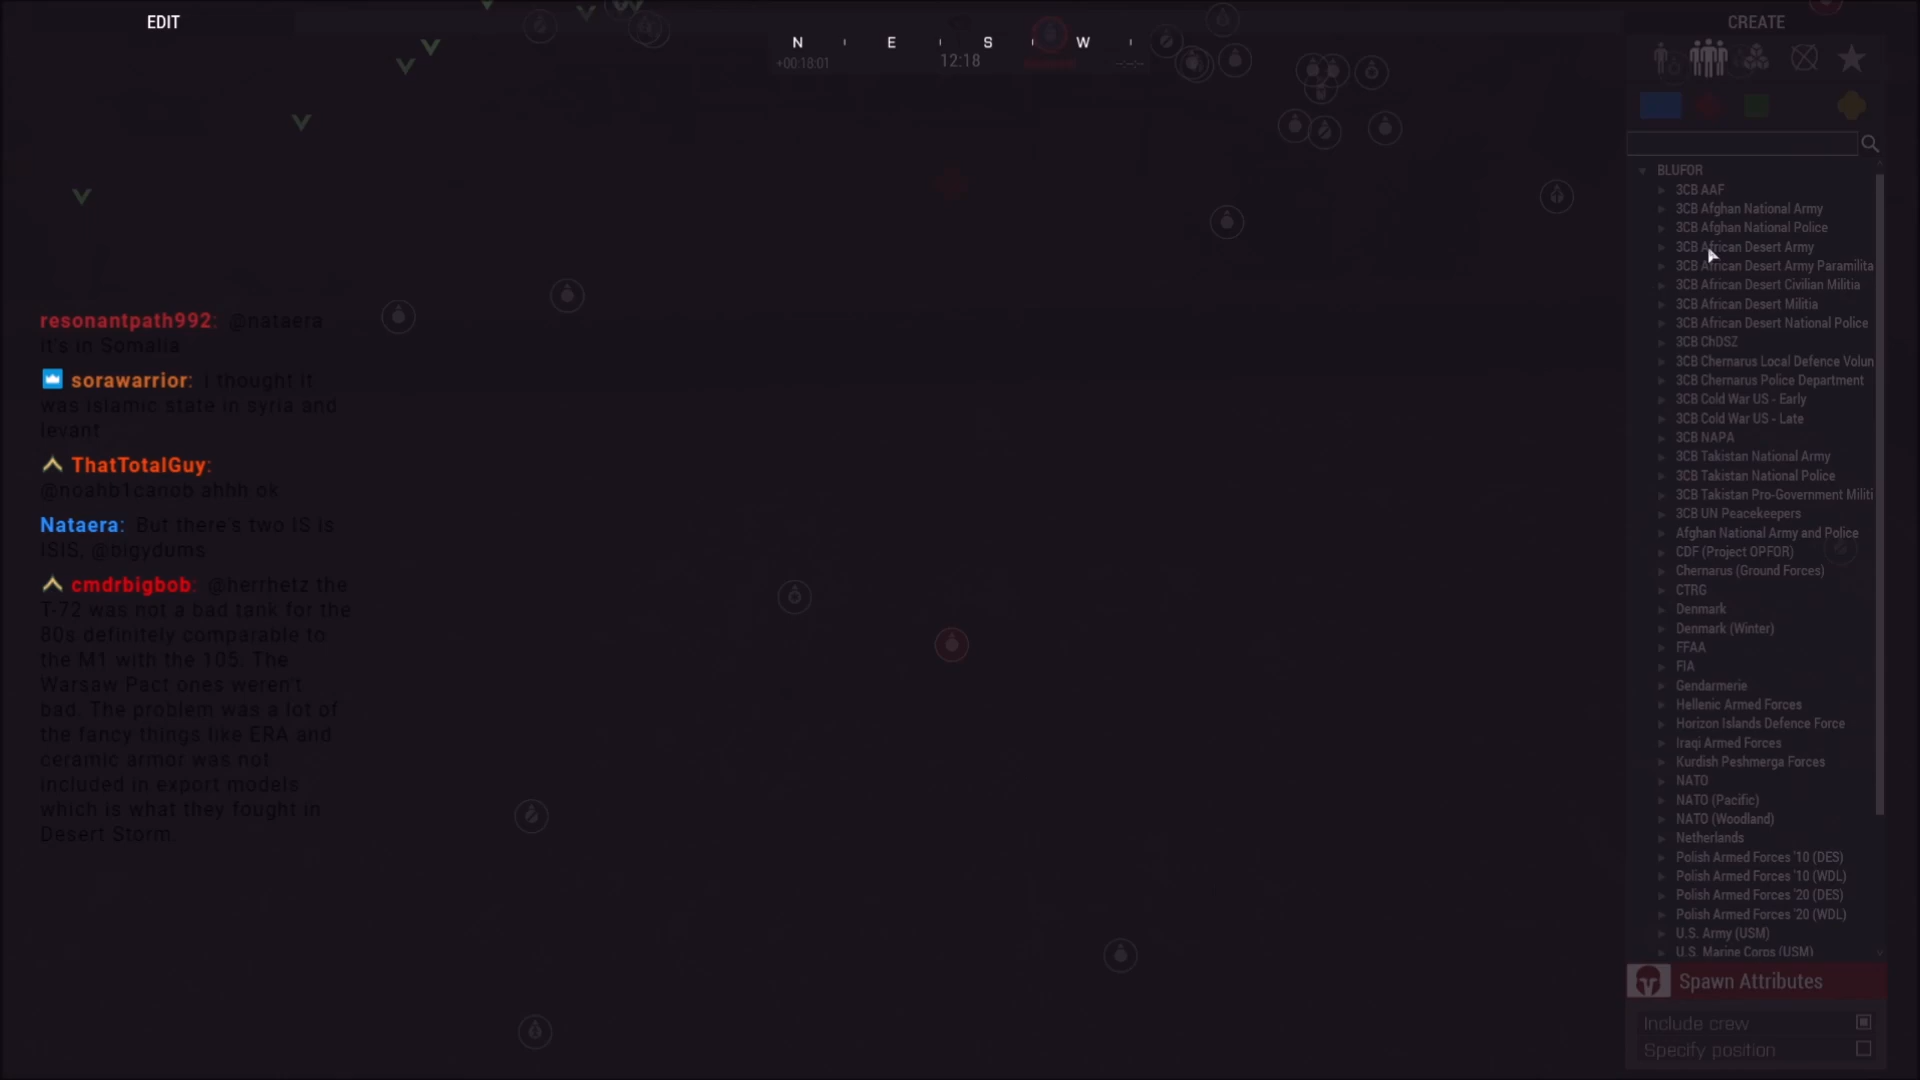 EDIT
N E S W
+00:18:01
12:18
--:--
CREATE
BLUFOR
3CB AAF
3CB Afghan National Army
3CB Afghan National Police
3CB African Desert Army
3CB African Desert Army Paramilita
3CB African Desert Civilian Militia
3CB African Desert Militia
3CB African Desert National Police
3CB ChDSZ
3CB Chernarus Local Defence Volun
3CB Chernarus Police Department
3CB Cold War US - Early
3CB Cold War US - Late
3CB NAPA
3CB Takistan National Army
3CB Takistan National Police
3CB Takistan Pro-Government Militi
3CB UN Peacekeepers
Afghan National Army and Police
CDF (Project OPFOR)
Chernarus (Ground Forces)
CTRG
Denmark
Denmark (Winter)
FFAA
FIA
Gendarmerie
Hellenic Armed Forces
Horizon Islands Defence Force
Iraqi Armed Forces
Kurdish Peshmerga Forces
NATO
NATO (Pacific)
NATO (Woodland)
Netherlands
Polish Armed Forces '10 (DES)
Polish Armed Forces '10 (WDL)
Polish Armed Forces '20 (DES)
Polish Armed Forces '20 (WDL)
U.S. Army (USM)
U.S. Marine Corps (USM)
Spawn Attributes
Include crew
Specify position
resonantpath992: @nataera
it's in Somalia
sorawarrior: I thought it
was islamic state in syria and
levant
ThatTotalGuy:
@noahb1canob ahhh ok
Nataera: But there's two IS is
ISIS, @bigydums
cmdrbigbob: @herrhetz the
T-72 was not a bad tank for the
80s definitely comparable to
the M1 with the 105. The
Warsaw Pact ones weren't
bad. The problem was a lot of
the fancy things like ERA and
ceramic armor was not
included in export models
which is what they fought in
Desert Storm.